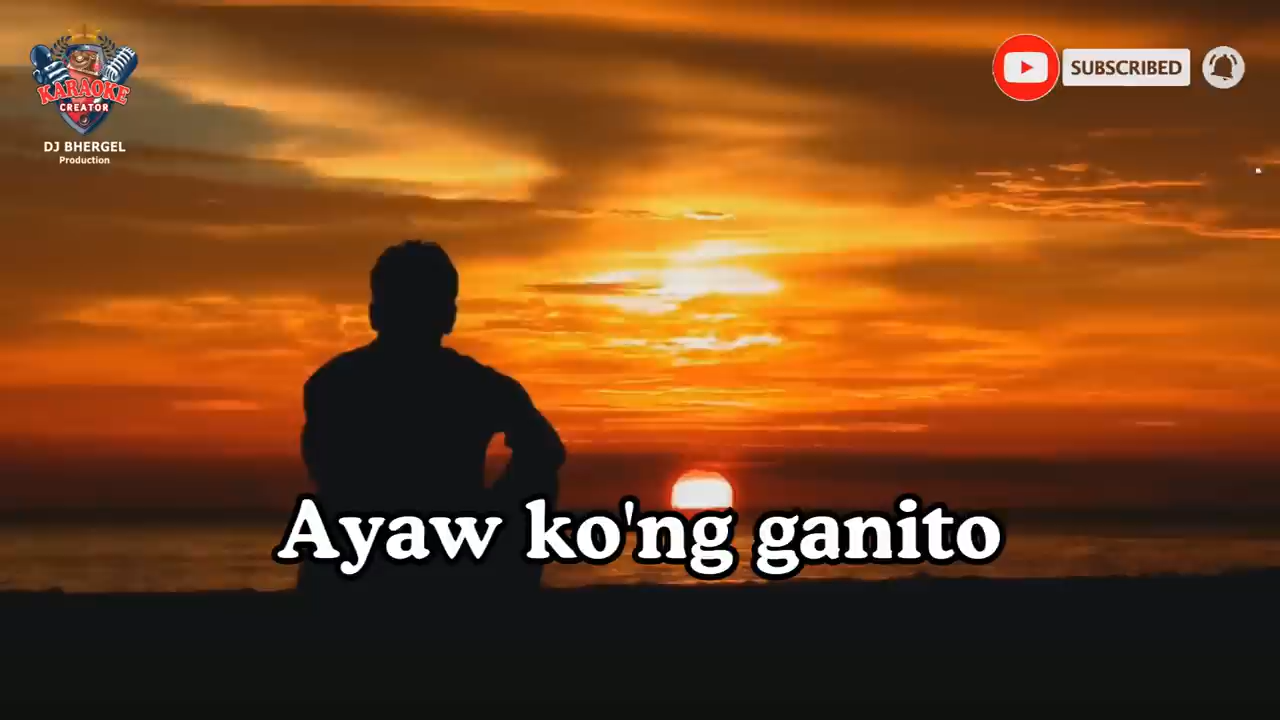 KARAOKE
CREATOR
DJ BHERGEL
Production
SUBSCRIBED
Ayaw ko'ng ganito